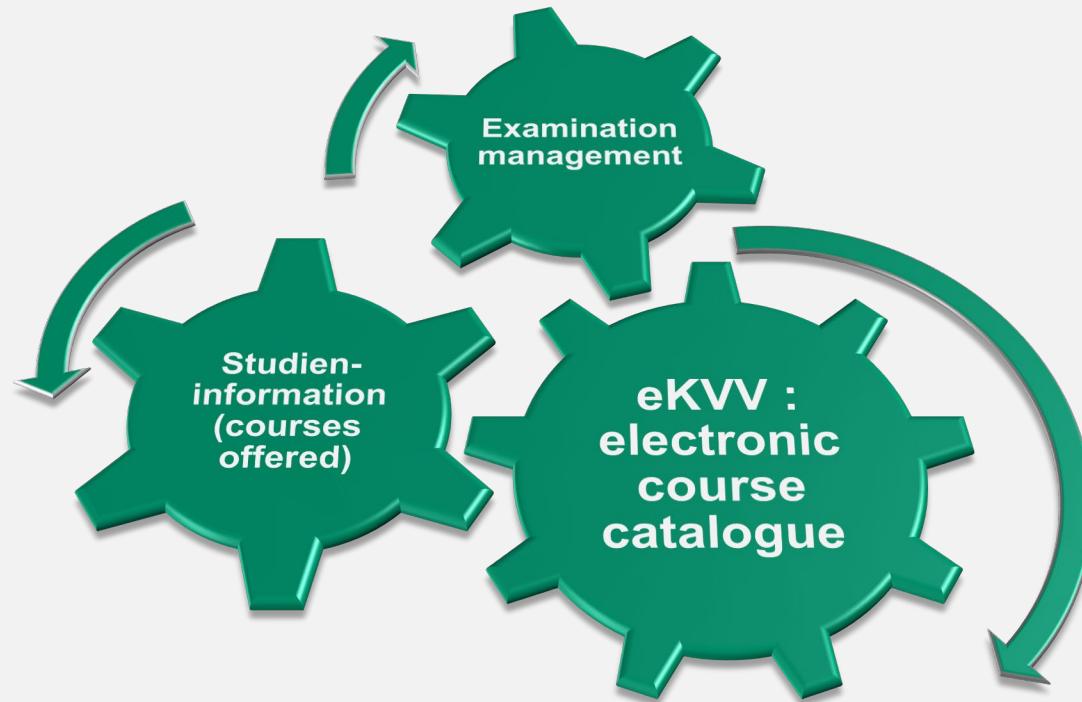 Examination
management
Studien-
information
(courses
offered)
eKVV :
electronic
course
catalogue